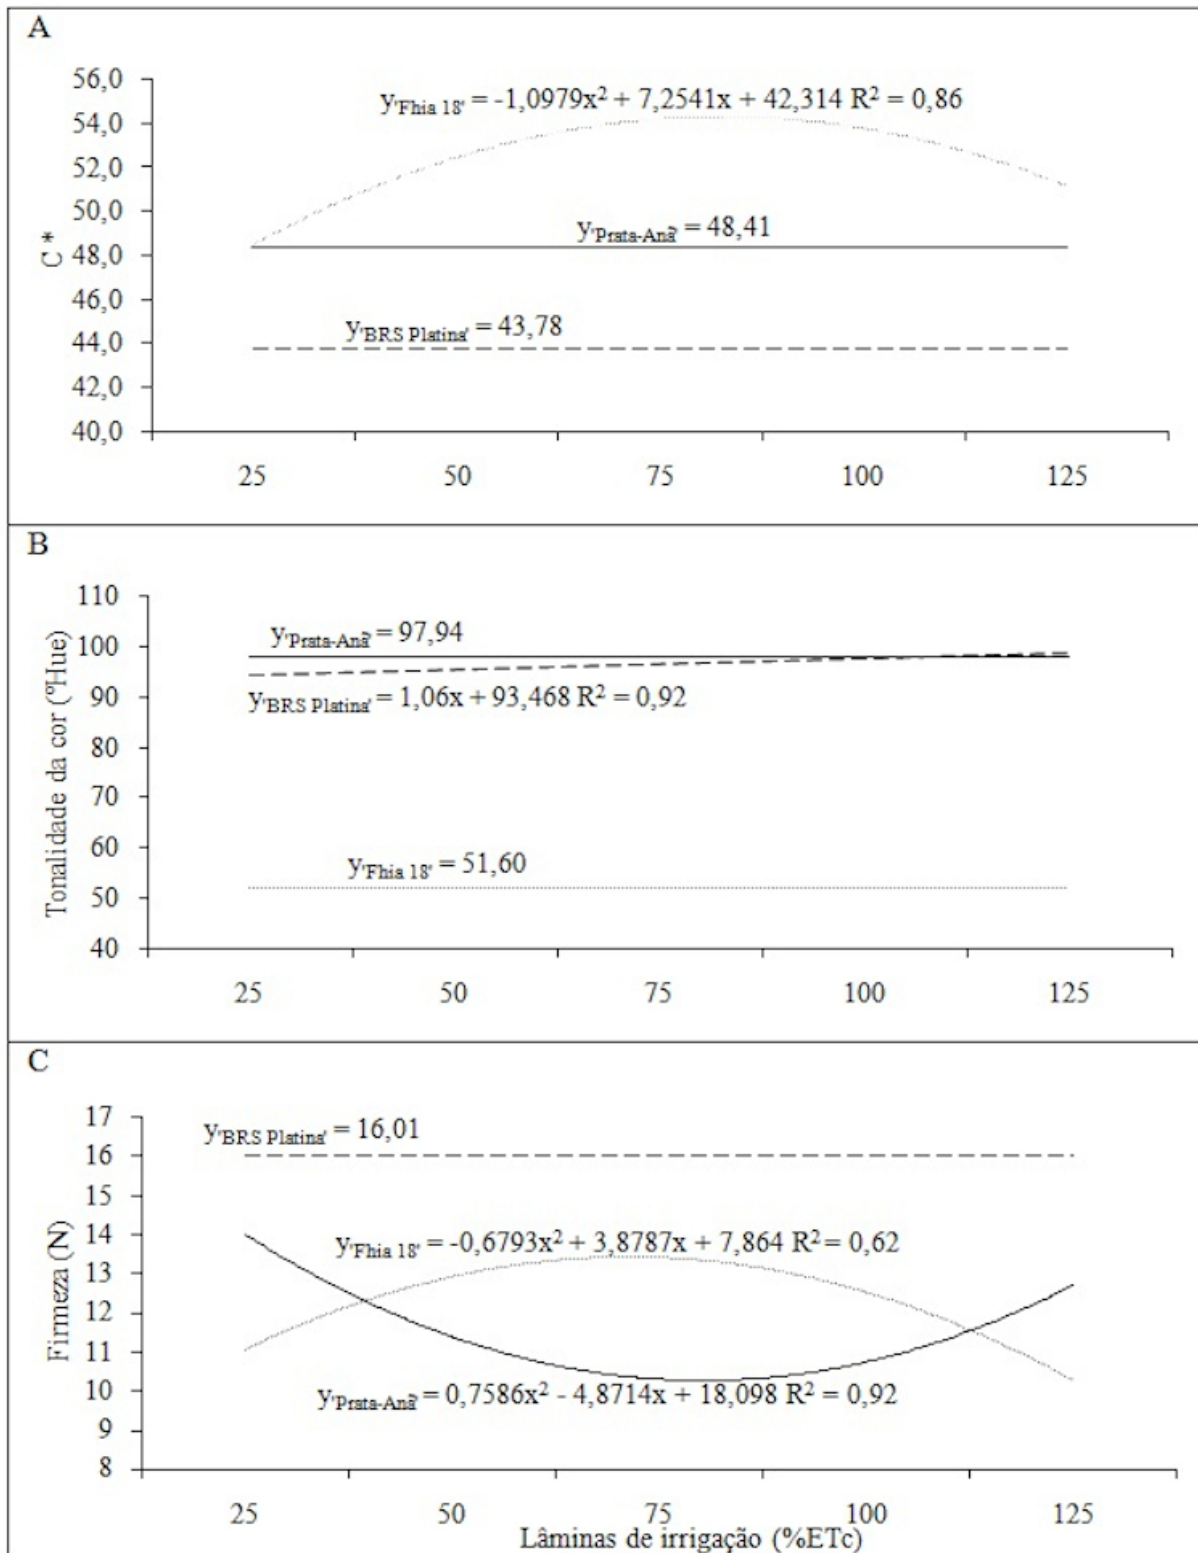 A
56,0
y'Fhia 18' = -1,0979x² + 7,2541x + 42,314 R² = 0,86
54,0
52,0
50,0
y'Prata-Anã' = 48,41
48,0
C*
46,0
y'BRS Platina' = 43,78
44,0
42,0
40,0
25 50 75 100 125
B
110
y'Prata-Anã' = 97,94
100
90
y'BRS Platina' = 1,06x + 93,468 R² = 0,92
80
Tonalidade da cor (ºHue)
70
60
y'Fhia 18' = 51,60
50
40
25 50 75 100 125
C
17
y'BRS Platina' = 16,01
16
15
14
y'Fhia 18' = -0,6793x² + 3,8787x + 7,864 R² = 0,62
13
Firmeza (N)
12
11
10
y'Prata-Anã' = 0,7586x² - 4,8714x + 18,098 R² = 0,92
9
8
25 50 75 100 125
Lâminas de irrigação (%ETc)